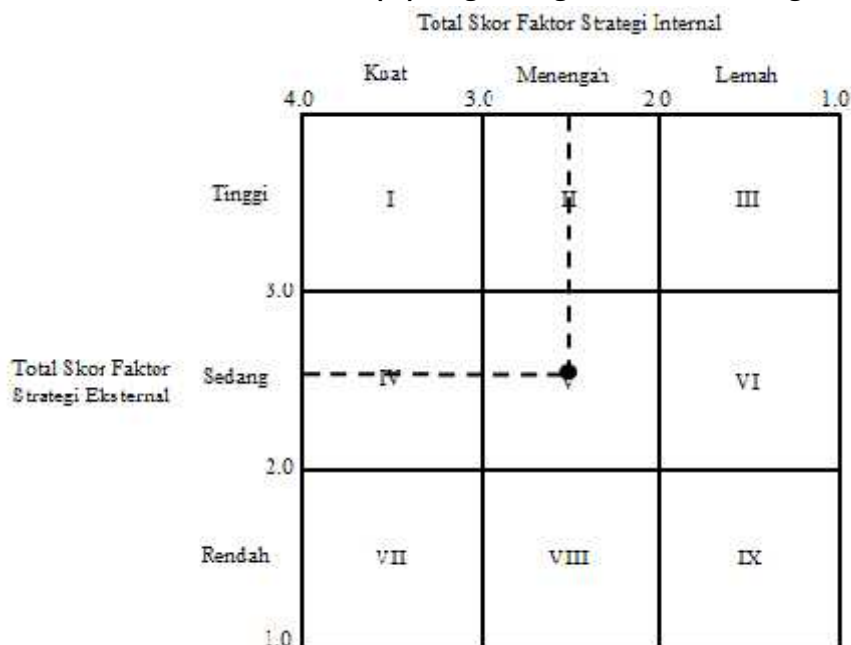 Total Skor Faktor Strategi Internal
Kuat Menengah Lemah
4.0 3.0 2.0 1.0
Tinggi I II III
3.0
Total Skor Faktor
Strategi Eksternal
Sedang IV V VI
2.0
Rendah VII VIII IX
1.0